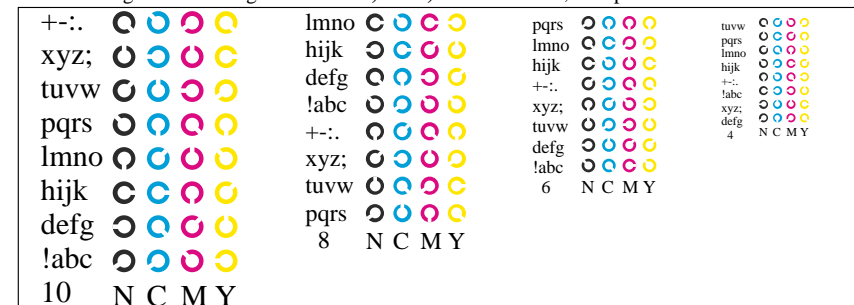 +-:.
xyz;
tuvw
pqrs
lmno
hijk
defg
!abc
10 N C M Y
lmno
hijk
defg
!abc
+-:.
xyz;
tuvw
pqrs
8 N C M Y
pqrs
lmno
hijk
+-:.
xyz;
tuvw
defg
!abc
6 N C M Y
tuvw
pqrs
lmno
hijk
+-:.
!abc
xyz;
defg
4 N C M Y